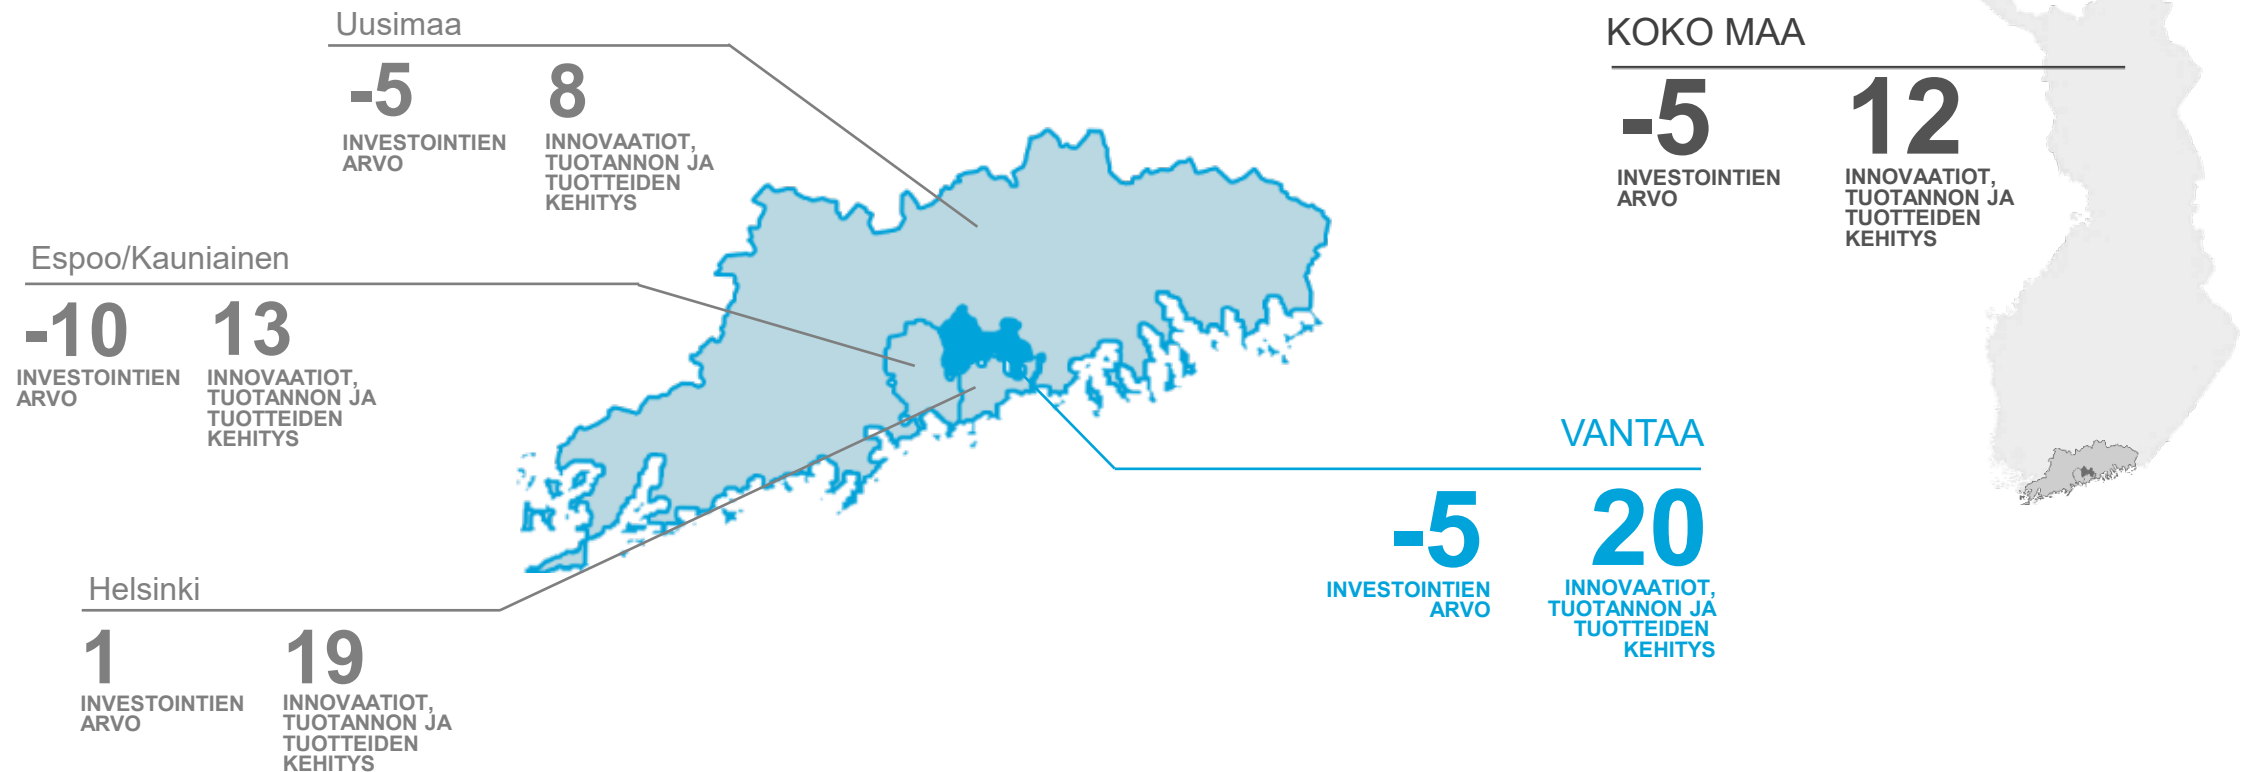 Uusimaa
-5
INVESTOINTIEN
ARVO
8
INNOVAATIOT,
TUOTANNON JA
TUOTTEIDEN
KEHITYS
KOKO MAA
-5
INVESTOINTIEN
ARVO
12
INNOVAATIOT,
TUOTANNON JA
TUOTTEIDEN
KEHITYS
Espoo/Kauniainen
-10
INVESTOINTIEN
ARVO
13
INNOVAATIOT,
TUOTANNON JA
TUOTTEIDEN
KEHITYS
VANTAA
-5
INVESTOINTIEN
ARVO
20
INNOVAATIOT,
TUOTANNON JA
TUOTTEIDEN
KEHITYS
Helsinki
1
INVESTOINTIEN
ARVO
19
INNOVAATIOT,
TUOTANNON JA
TUOTTEIDEN
KEHITYS